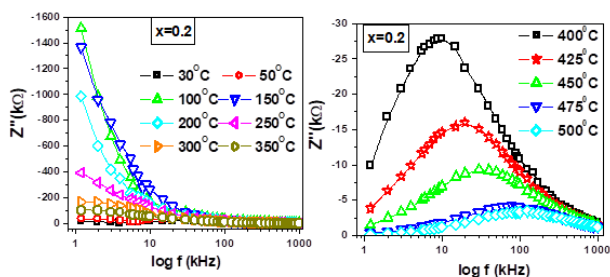 x=0.2
-1600
-1400
-1200
-1000
-800
-600
-400
-200
0
Z''(kΩ)
30°C
50°C
100°C
150°C
200°C
250°C
300°C
350°C
1
10
100
1000
log f (kHz)
x=0.2
-30
-25
-20
-15
-10
-5
0
Z''(kΩ)
400°C
425°C
450°C
475°C
500°C
1
10
100
1000
log f (kHz)